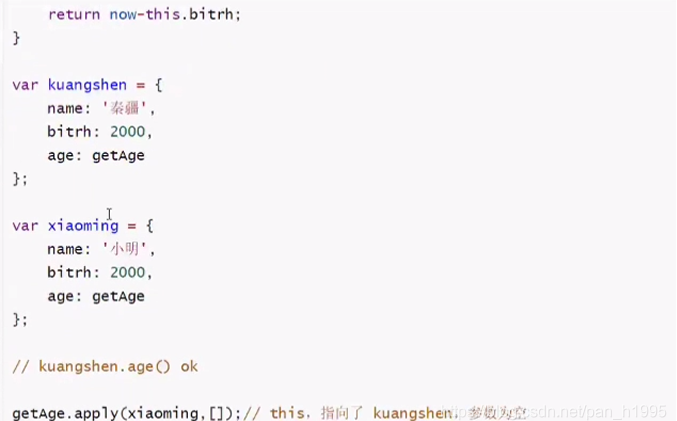 return now-this.bitrh;
}
var kuangshen = {
    name: '秦疆',
    bitrh: 2000,
    age: getAge
};
var xiaoming = {
    name: '小明',
    bitrh: 2000,
    age: getAge
};
// kuangshen.age() ok
getAge.apply(xiaoming,[]);// this，指向了 kuangshen，参数为空
csdn.net/pan_h1995